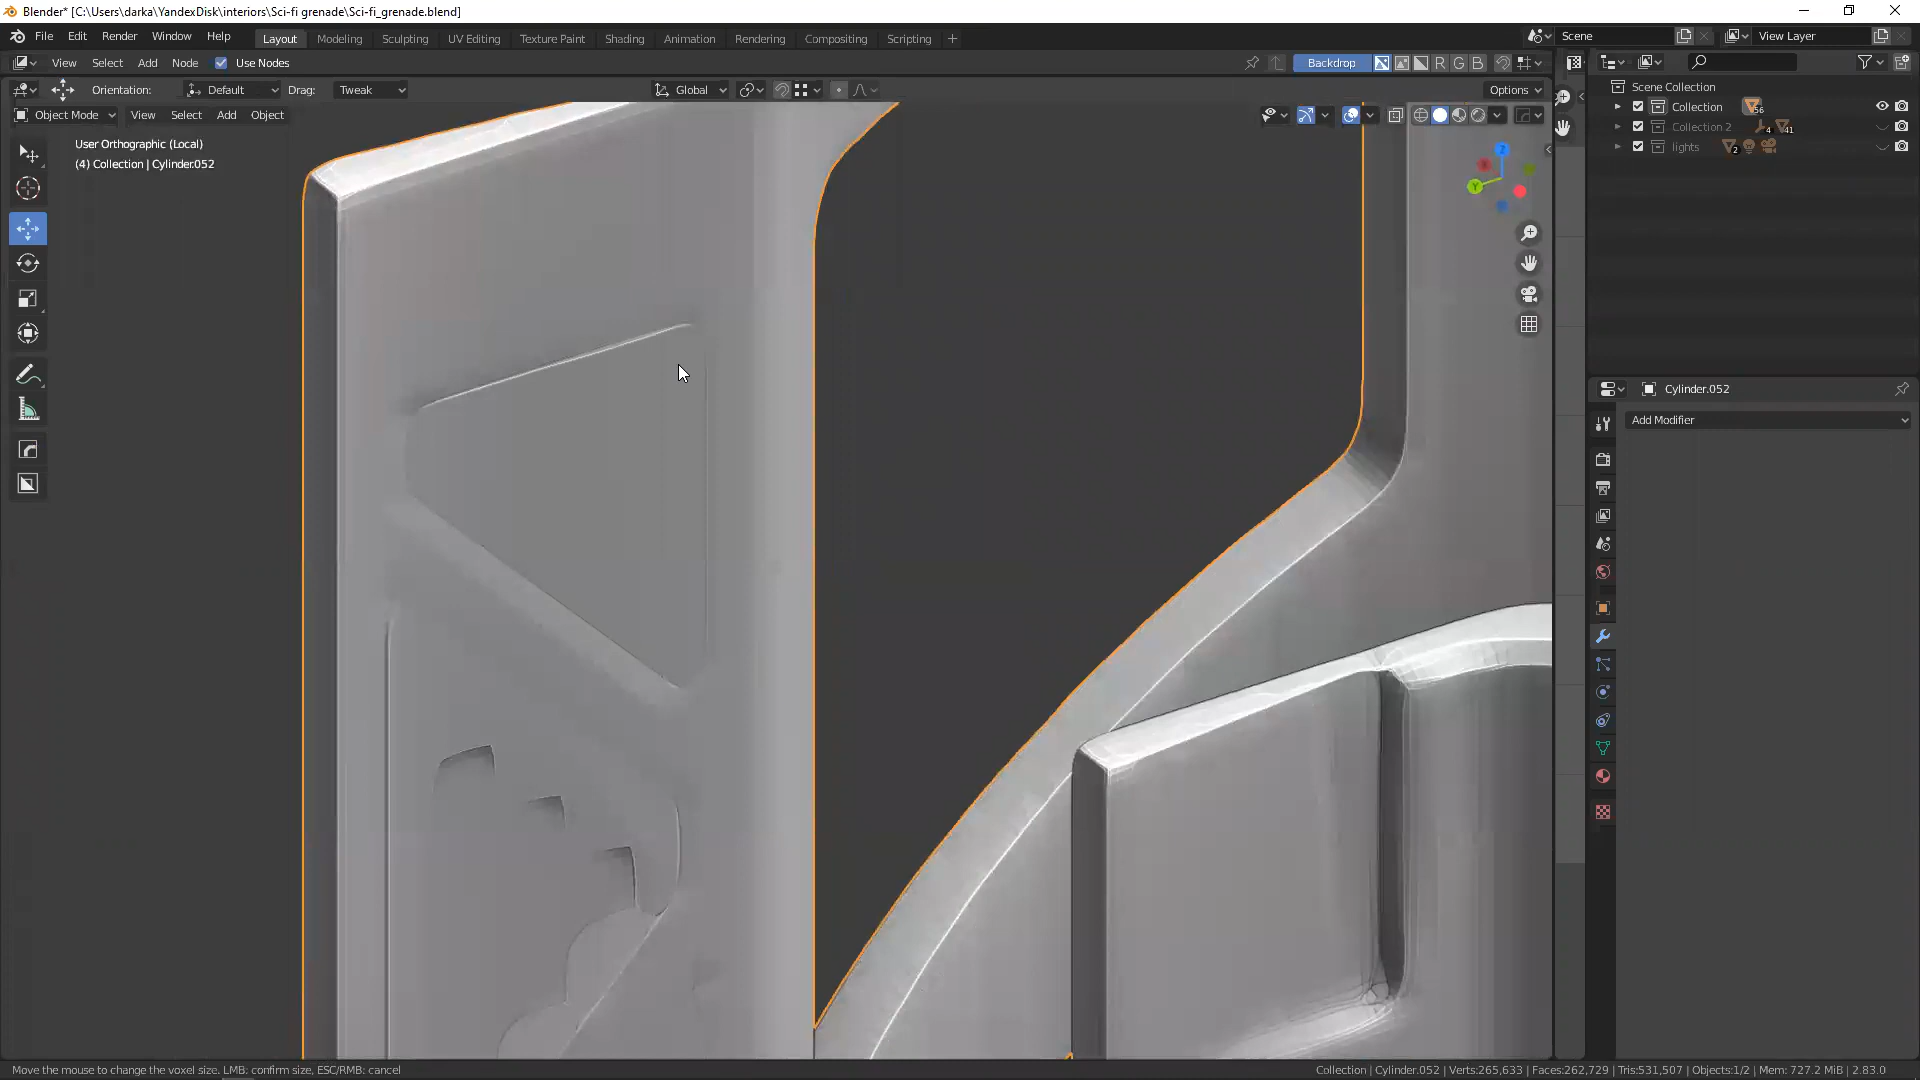 Blender* [C:\Users\darka\YandexDisk\interiors\Sci-fi grenade\Sci-fi_grenade.blend]
File Edit Render Window Help Layout Modeling Sculpting UV Editing Texture Paint Shading Animation Rendering Compositing Scripting + Scene View Layer
View Select Add Node Use Nodes Backdrop R G B
Orientation: Default Drag: Tweak Global Options
Object Mode View Select Add Object
User Orthographic (Local)
(4) Collection | Cylinder.052
Z
Y
Scene Collection
Collection 56
Collection 2 4 41
lights 2
Cylinder.052
Add Modifier
Move the mouse to change the voxel size. LMB: confirm size, ESC/RMB: cancel
Collection | Cylinder.052 | Verts:265,633 | Faces:262,729 | Tris:531,507 | Objects:1/2 | Mem: 727.2 MiB | 2.83.0